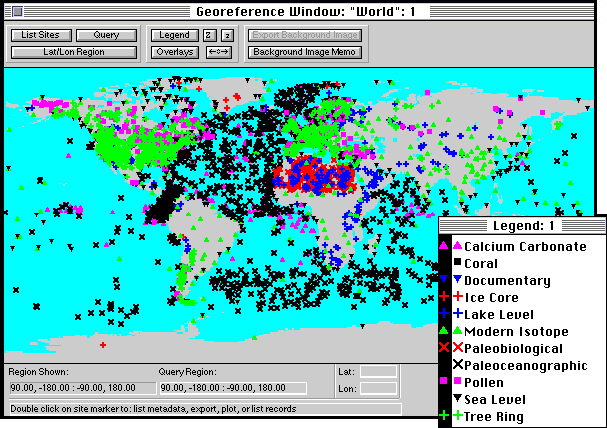 Georeference Window: "World": 1
List Sites Query Legend Z z Export Background Image
Lat/Lon Region Overlays Background Image Memo
Legend: 1
Calcium Carbonate
Coral
Documentary
Ice Core
Lake Level
Modern Isotope
Paleobiological
Paleoceanographic
Pollen
Sea Level
Tree Ring
Region Shown: Query Region: Lat:
90.00, -180.00 : -90.00, 180.00 90.00, -180.00 : -90.00, 180.00 Lon:
Double click on site marker to: list metadata, export, plot, or list records